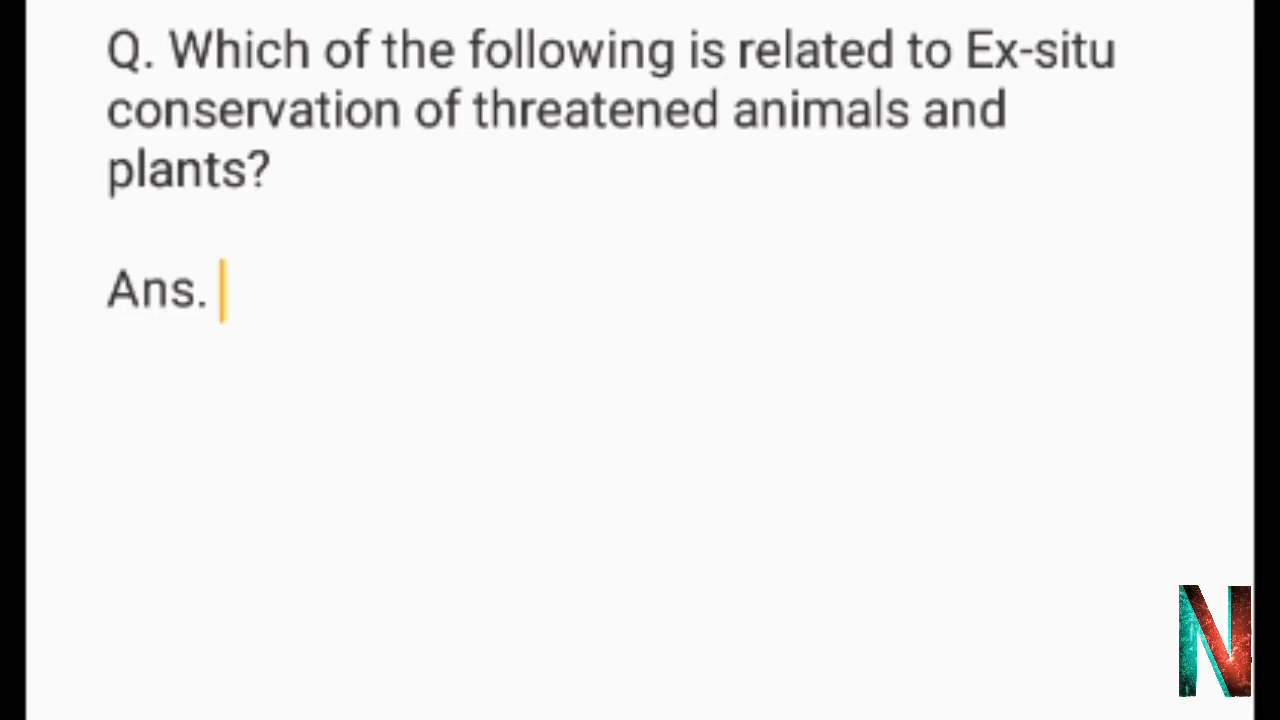 Q. Which of the following is related to Ex-situ
conservation of threatened animals and
plants?
Ans.
N